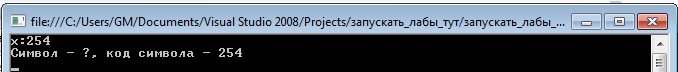 file:///C:/Users/GM/Documents/Visual Studio 2008/Projects/запускать_лабы_тут/запускать_лабы_...
x:254
Символ - ?, код символа - 254